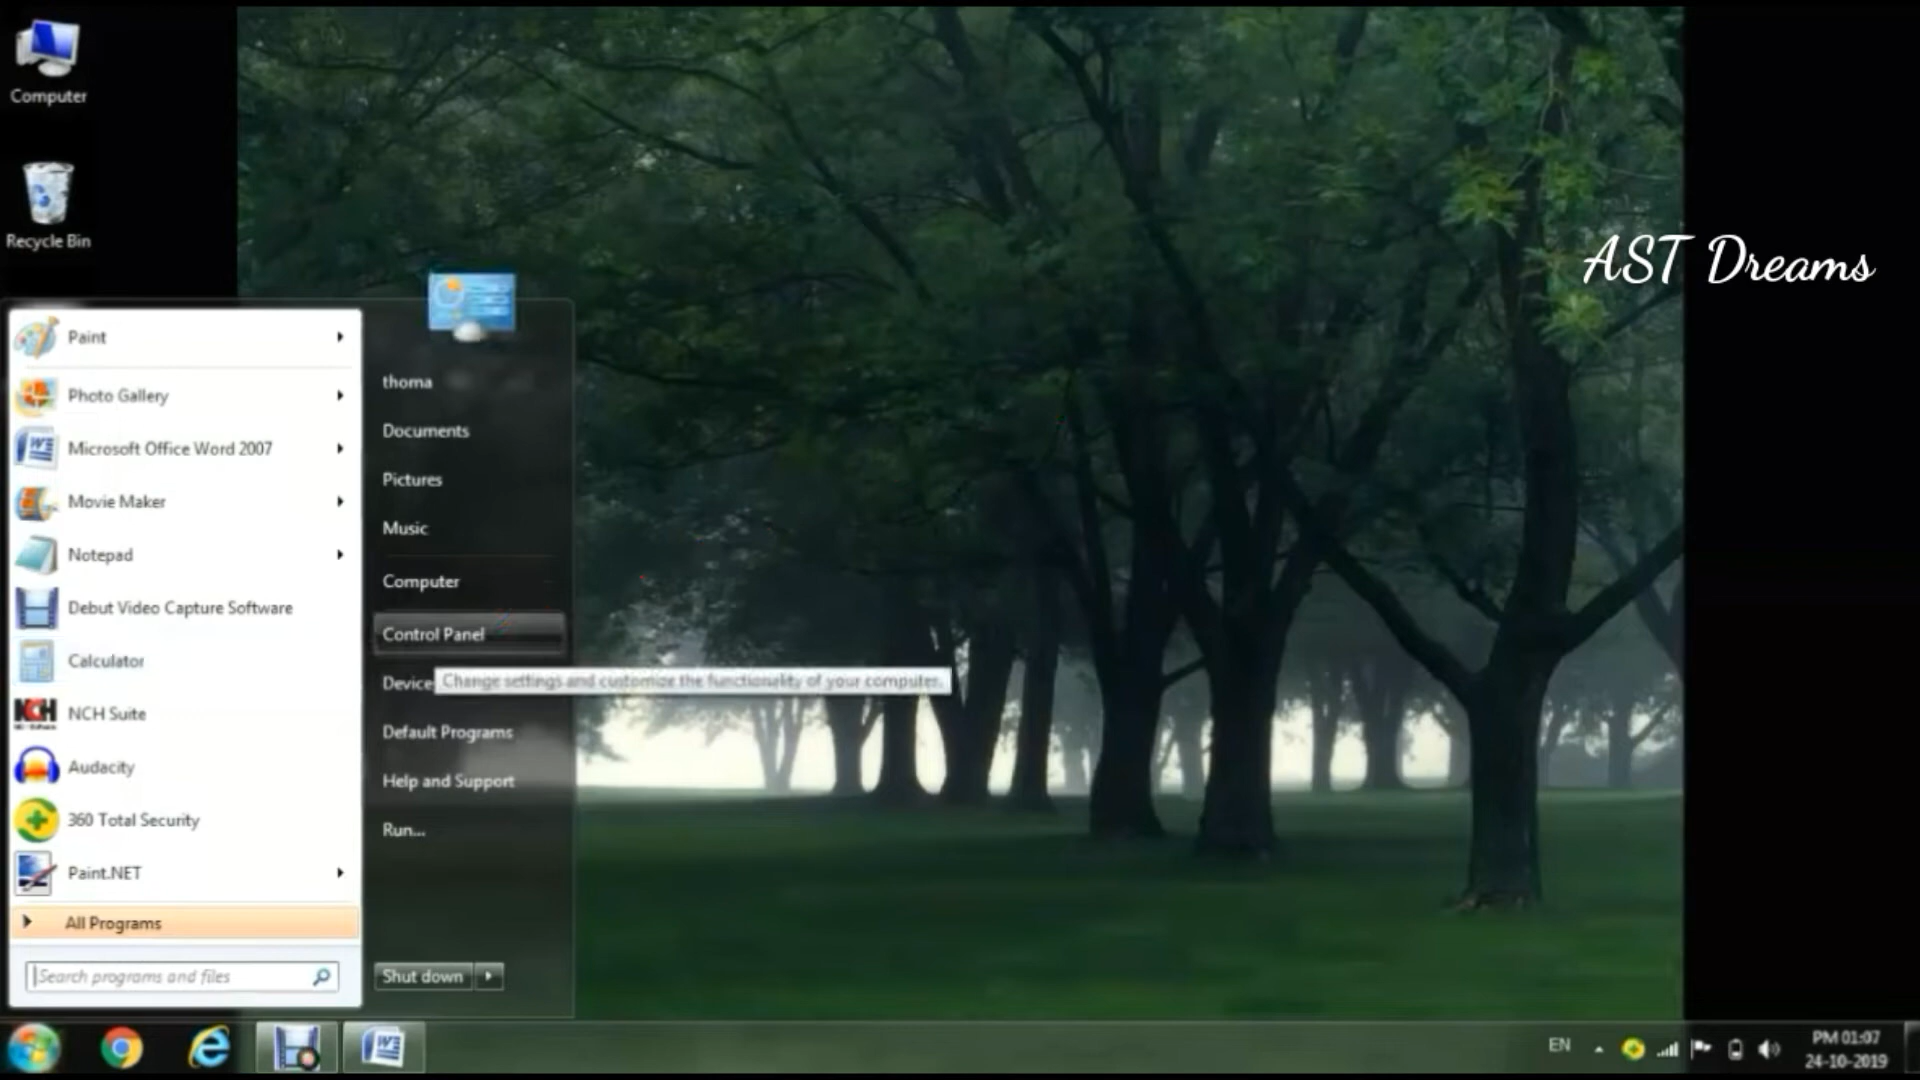 Computer
Recycle Bin
AST Dreams
Paint
Photo Gallery
Microsoft Office Word 2007
Movie Maker
Notepad
Debut Video Capture Software
Calculator
NCH
NCH Suite
Audacity
360 Total Security
Paint.NET
All Programs
Search programs and files
thoma
Documents
Pictures
Music
Computer
Control Panel
Device
Change settings and customize the functionality of your computer.
Default Programs
Help and Support
Run...
Shut down
EN
PM 01:07
24-10-2019